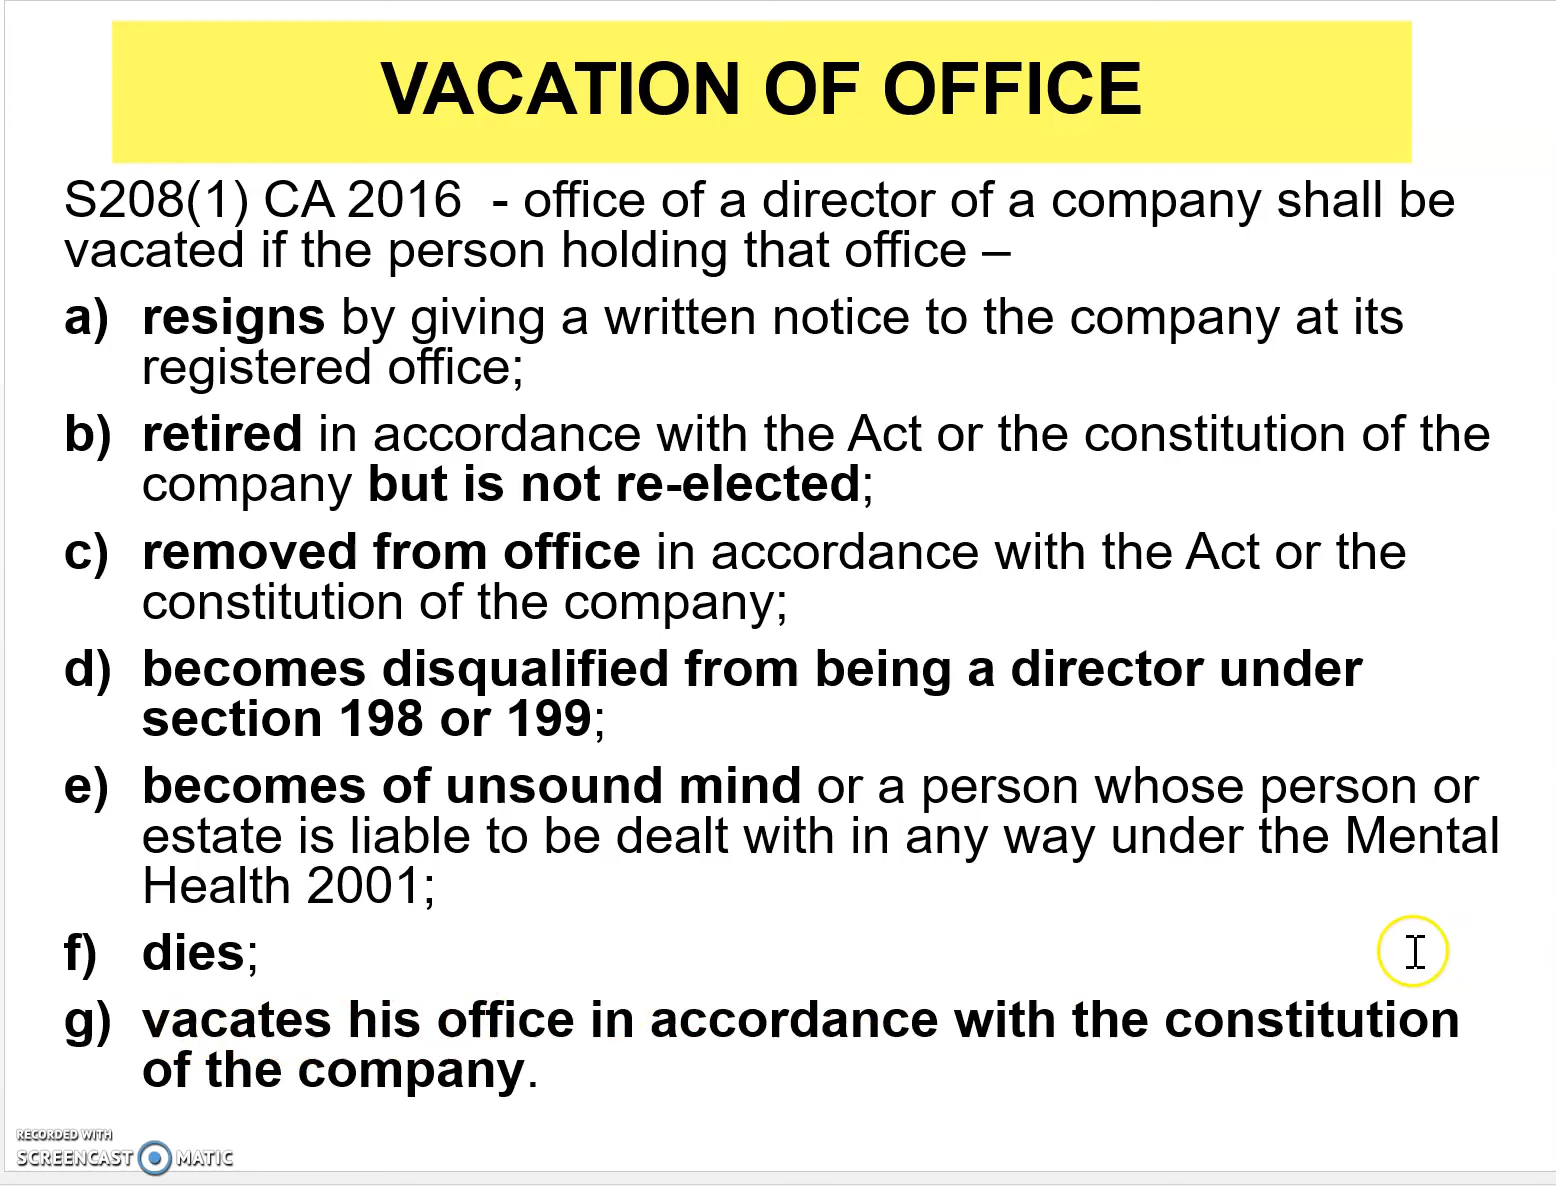 VACATION OF OFFICE
S208(1) CA 2016  - office of a director of a company shall be
vacated if the person holding that office –
a) resigns by giving a written notice to the company at its
registered office;
b) retired in accordance with the Act or the constitution of the
company but is not re-elected;
c) removed from office in accordance with the Act or the
constitution of the company;
d) becomes disqualified from being a director under
section 198 or 199;
e) becomes of unsound mind or a person whose person or
estate is liable to be dealt with in any way under the Mental
Health 2001;
f) dies;
g) vacates his office in accordance with the constitution
of the company.
RECORDED WITH
SCREENCAST MATIC